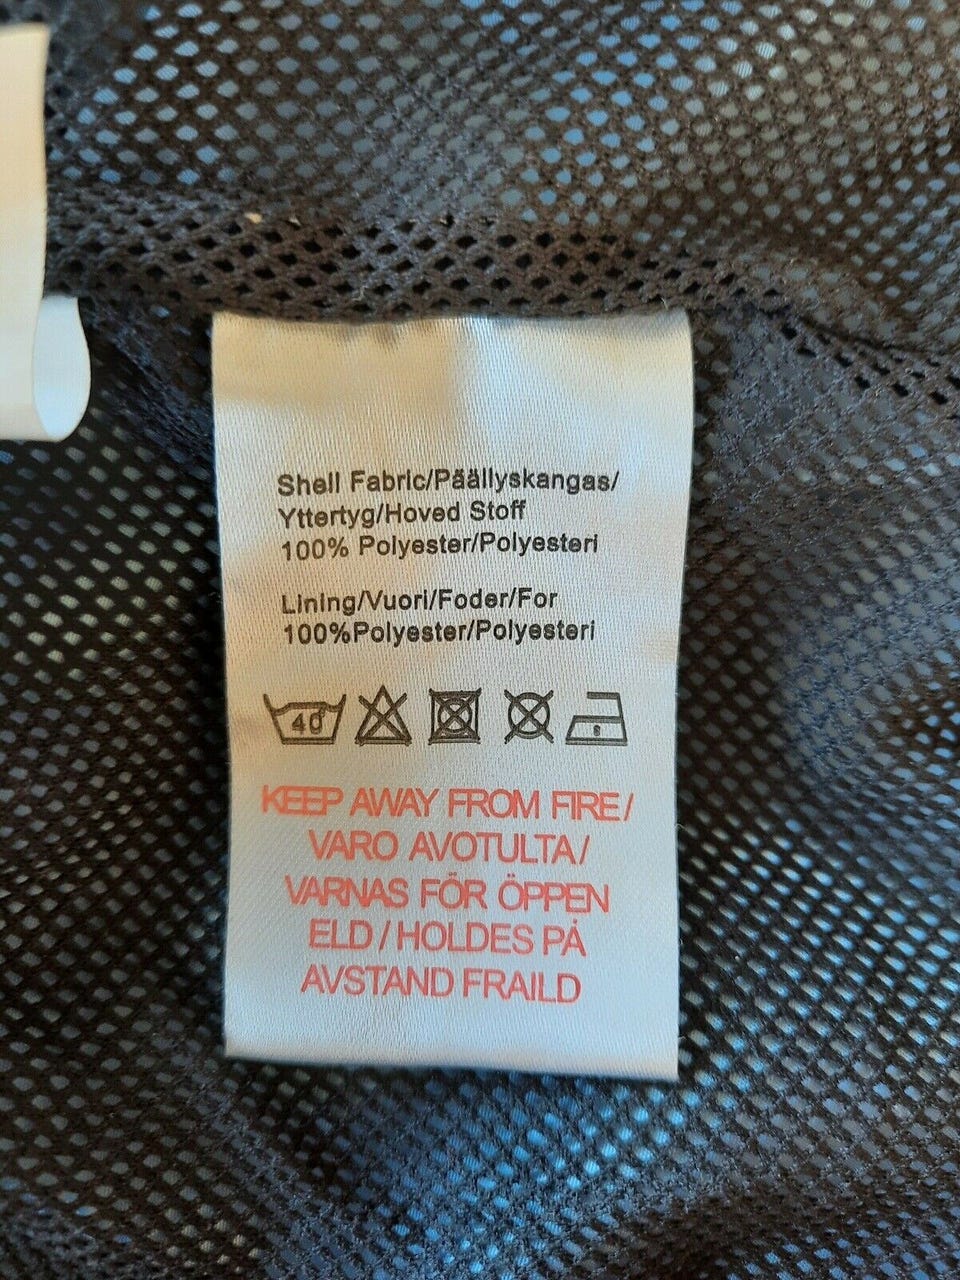 Shell Fabric/Päällyskangas/
Yttertyg/Hoved Stoff
100% Polyester/Polyesteri
Lining/Vuori/Foder/For
100%Polyester/Polyesteri
40°
KEEP AWAY FROM FIRE/
VARO AVOTULTA/
VARNAS FÖR ÖPPEN
ELD/HOLDES PÅ
AVSTAND FRAILD